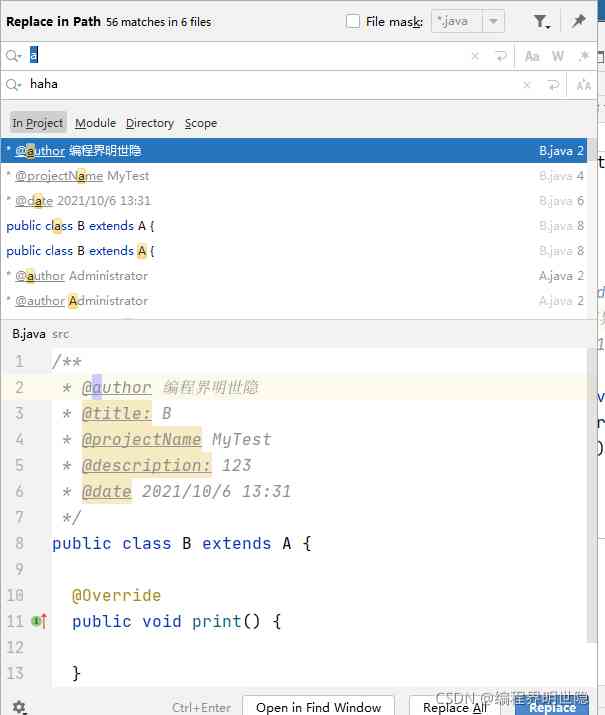 Replace in Path 56 matches in 6 files File mask: *.java
a Aa W .*
haha
In Project Module Directory Scope
* @author 编程界明世隐 B.java 2
* @projectName MyTest B.java 4
* @date 2021/10/6 13:31 B.java 6
public class B extends A { B.java 8
public class B extends A { B.java 8
* @author Administrator A.java 2
* @author Administrator A.java 2
B.java src
1 /**
2 * @author 编程界明世隐
3 * @title: B
4 * @projectName MyTest
5 * @description: 123
6 * @date 2021/10/6 13:31
7 */
8 public class B extends A {
9
10 @Override
11 public void print() {
12
13 }
Ctrl+Enter Open in Find Window Replace All Replace
CSDN @编程界明世隐